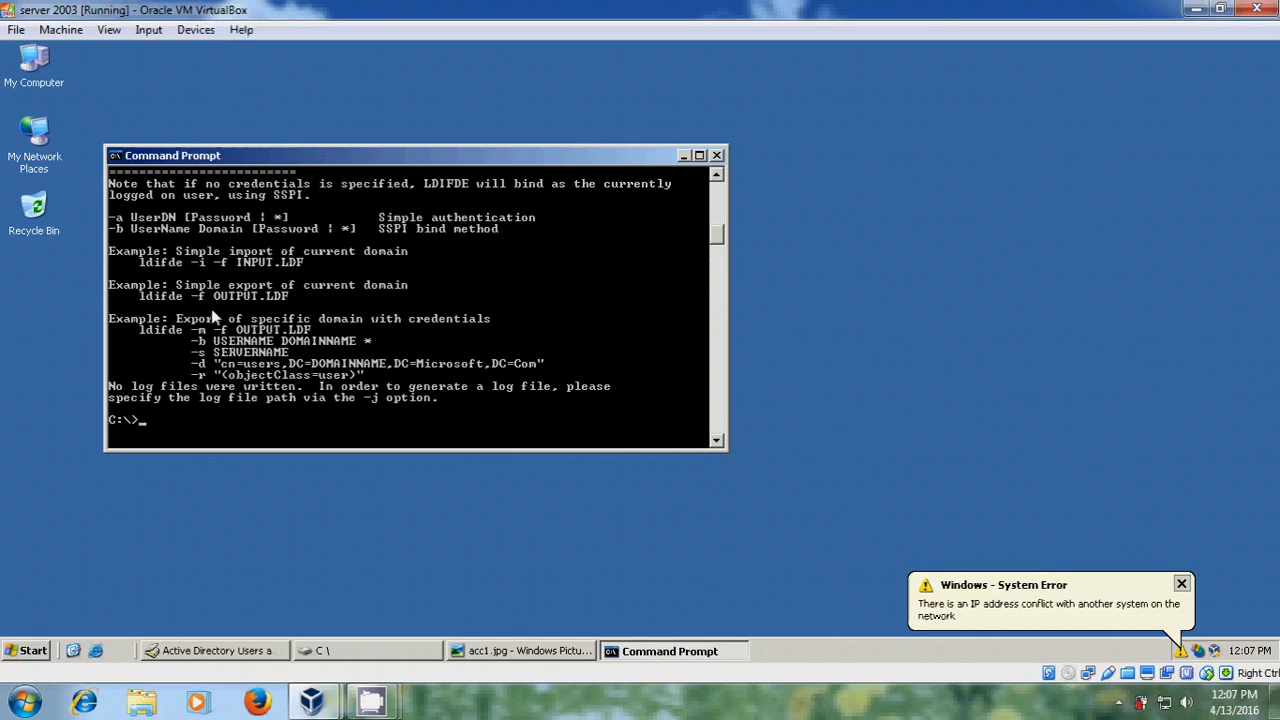 server 2003 [Running] - Oracle VM VirtualBox
File Machine View Input Devices Help
My Computer
My Network
Places
Recycle Bin
Command Prompt
==========================
Note that if no credentials is specified, LDIFDE will bind as the currently
logged on user, using SSPI.
-a UserDN [Password | *] Simple authentication
-b UserName Domain [Password | *] SSPI bind method
Example: Simple import of current domain
ldifde -i -f INPUT.LDF
Example: Simple export of current domain
ldifde -f OUTPUT.LDF
Example: Export of specific domain with credentials
ldifde -m -f OUTPUT.LDF
-b USERNAME DOMAINNAME *
-s SERVERNAME
-d "cn=users,DC=DOMAINNAME,DC=Microsoft,DC=Com"
-r "(objectClass=user)"
No log files were written. In order to generate a log file, please
specify the log file path via the -j option.
C:\>_
Windows - System Error
There is an IP address conflict with another system on the
network
Start
Active Directory Users a...
C:\
acc1.jpg - Windows Pictu...
Command Prompt
12:07 PM
Right Ctrl
12:07 PM
4/13/2016